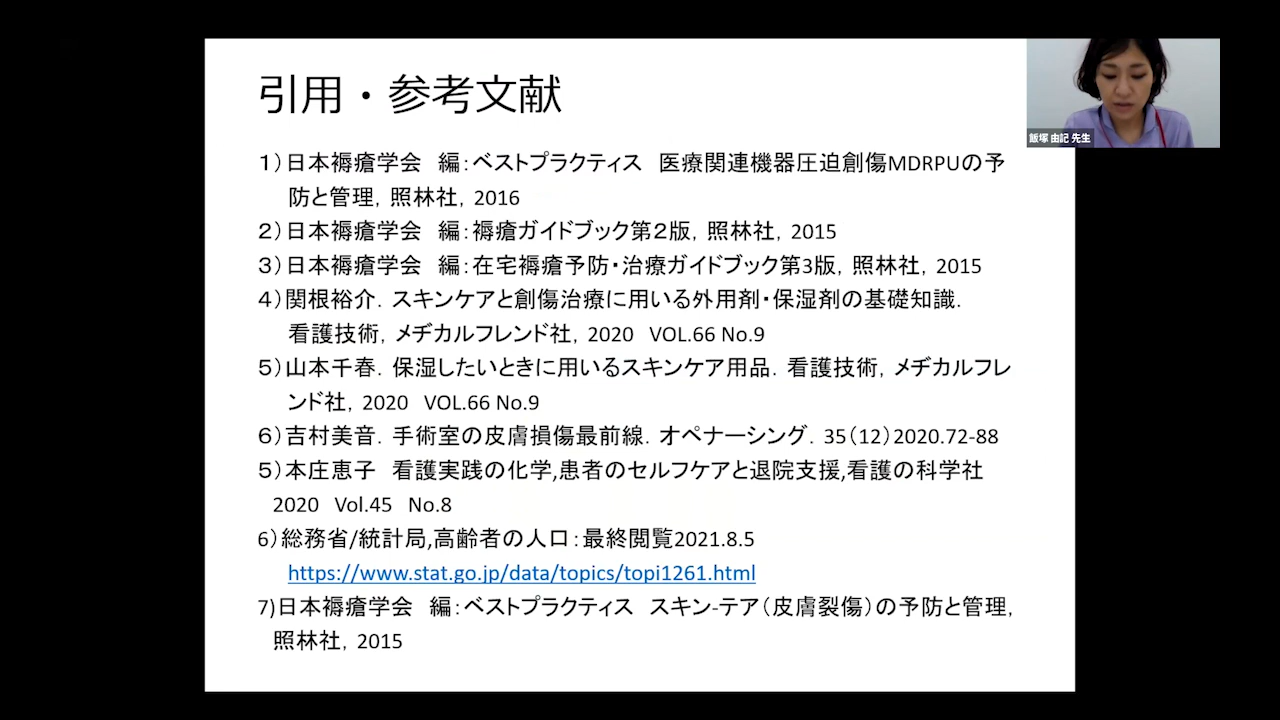 引用・参考文献
飯塚 由記 先生
１）日本褥瘡学会　編：ベストプラクティス　医療関連機器圧迫創傷MDRPUの予
防と管理，照林社，2016
２）日本褥瘡学会　編：褥瘡ガイドブック第２版，照林社，2015
３）日本褥瘡学会　編：在宅褥瘡予防・治療ガイドブック第3版，照林社，2015
４）関根裕介．スキンケアと創傷治療に用いる外用剤・保湿剤の基礎知識．
看護技術，メヂカルフレンド社，2020　VOL.66 No.9
５）山本千春．保湿したいときに用いるスキンケア用品．看護技術，メヂカルフレ
ンド社，2020　VOL.66 No.9
６）吉村美音．手術室の皮膚損傷最前線．オペナーシング．35（12）2020.72-88
５）本庄恵子　看護実践の化学,患者のセルフケアと退院支援,看護の科学社
2020　Vol.45　No.8
6）総務省/統計局,高齢者の人口：最終閲覧2021.8.5
https://www.stat.go.jp/data/topics/topi1261.html
7)日本褥瘡学会　編：ベストプラクティス　スキン-テア（皮膚裂傷）の予防と管理，
照林社，2015